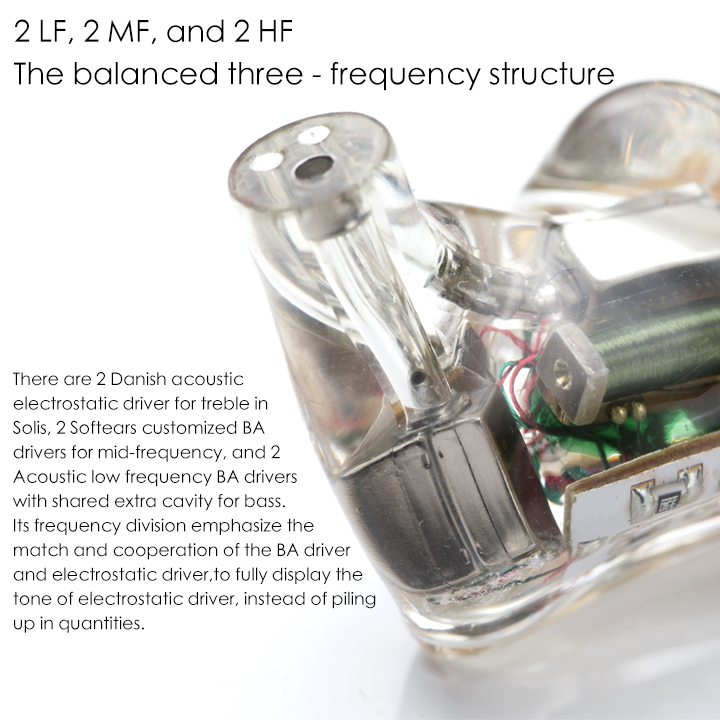 2 LF, 2 MF, and 2 HF
The balanced three - frequency structure
There are 2 Danish acoustic
electrostatic driver for treble in
Solis, 2 Softears customized BA
drivers for mid-frequency, and 2
Acoustic low frequency BA drivers
with shared extra cavity for bass.
Its frequency division emphasize the
match and cooperation of the BA driver
and electrostatic driver,to fully display the
tone of electrostatic driver, instead of piling
up in quantities.